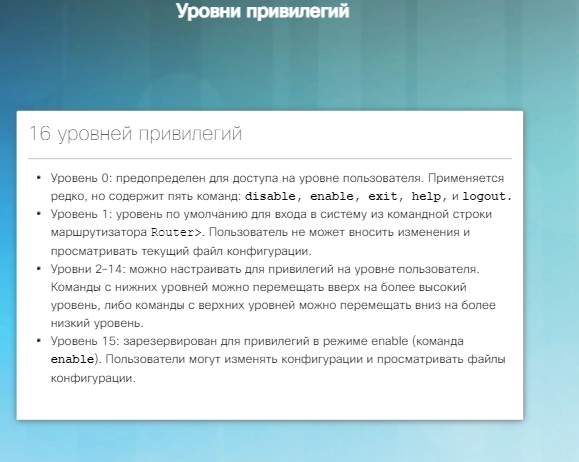 Уровни привилегий
16 уровней привилегий
▪ Уровень 0: предопределен для доступа на уровне пользователя. Применяется
редко, но содержит пять команд: disable, enable, exit, help, и logout.
▪ Уровень 1: уровень по умолчанию для входа в систему из командной строки
маршрутизатора Router>. Пользователь не может вносить изменения и
просматривать текущий файл конфигурации.
▪ Уровни 2–14: можно настраивать для привилегий на уровне пользователя.
Команды с нижних уровней можно перемещать вверх на более высокий
уровень, либо команды с верхних уровней можно перемещать вниз на более
низкий уровень.
▪ Уровень 15: зарезервирован для привилегий в режиме enable (команда
enable). Пользователи могут изменять конфигурации и просматривать файлы
конфигурации.